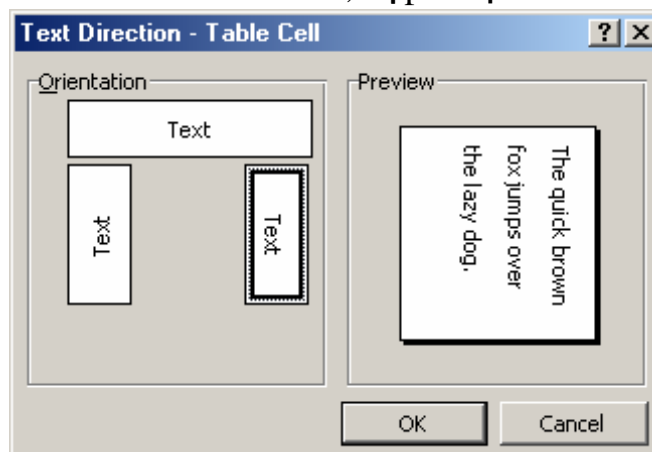 Text Direction - Table Cell
Orientation
Text
Text
Text
Preview
The quick brown
fox jumps over
the lazy dog.
OK
Cancel